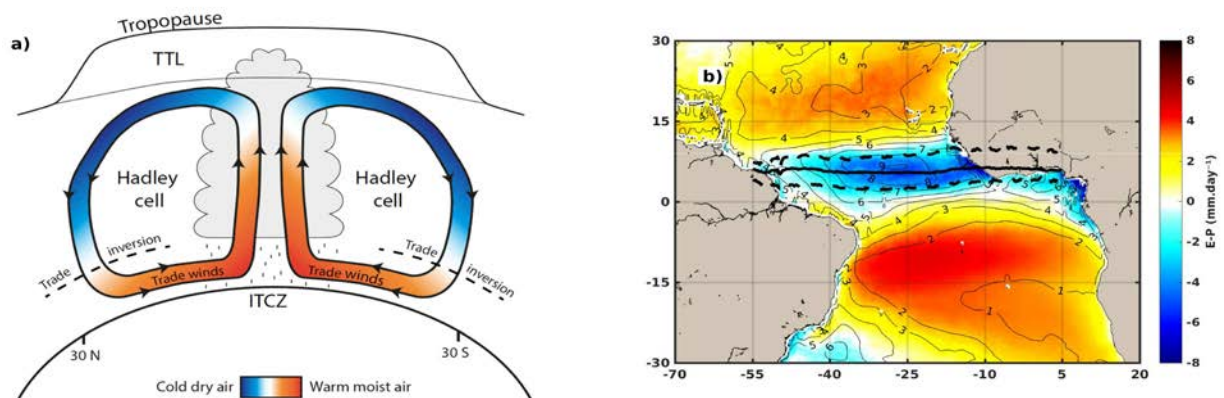 a)
Tropopause
TTL
Hadley
cell
Hadley
cell
Trade inversion
Trade inversion
Trade winds
Trade winds
ITCZ
30 N
30 S
Cold dry air
Warm moist air
b)
30
15
0
-15
-30
-70
-55
-40
-25
-10
5
20
8
6
4
2
0
-2
-4
-6
-8
E-P (mm.day⁻¹)